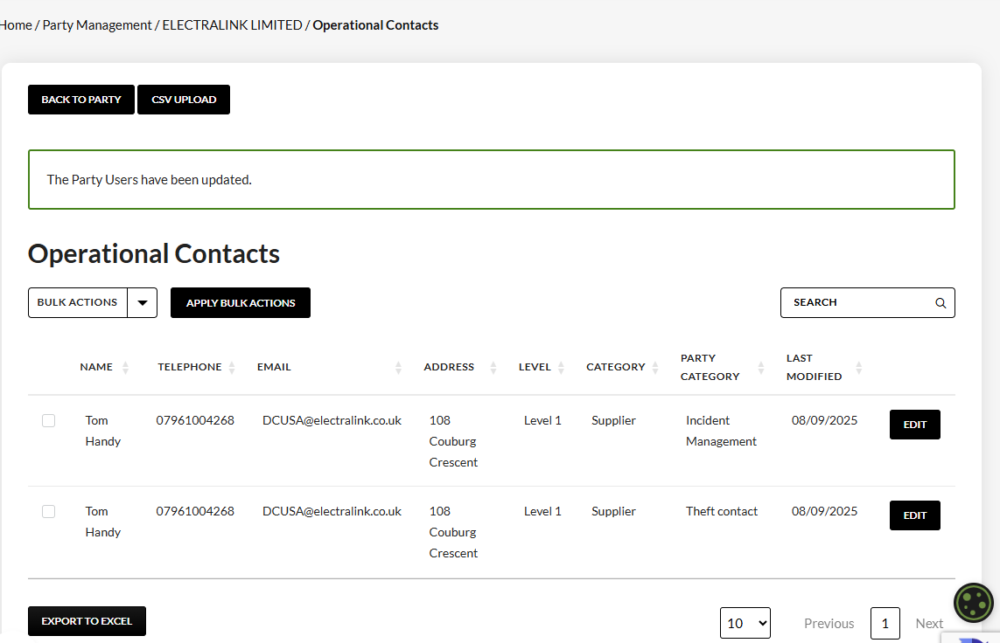 Home / Party Management / ELECTRALINK LIMITED / Operational Contacts
BACK TO PARTY CSV UPLOAD
The Party Users have been updated.
Operational Contacts
BULK ACTIONS APPLY BULK ACTIONS SEARCH
NAME TELEPHONE EMAIL ADDRESS LEVEL CATEGORY PARTY CATEGORY LAST MODIFIED
Tom 07961004268 DCUSA@electralink.co.uk 108 Level 1 Supplier Incident 08/09/2025 EDIT
Handy Couburg Management
Crescent
Tom 07961004268 DCUSA@electralink.co.uk 108 Level 1 Supplier Theft contact 08/09/2025 EDIT
Handy Couburg
Crescent
EXPORT TO EXCEL 10 Previous 1 Next